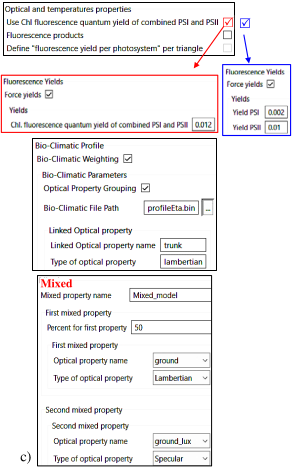 Optical and temperatures properties
Use Chl fluorescence quantum yield of combined PSI and PSII
Fluorescence products
Define "fluorescence yield per photosystem" per triangle
Fluorescence Yields
Force yields
Yields
Chl. fluorescence quantum yield of combined PSI and PSII 0.012
Fluorescence Yields
Force yields
Yields
Yield PSI 0.002
Yield PSII 0.01
Bio-Climatic Profile
Bio-Climatic Weighting
Bio-Climatic Parameters
Optical Property Grouping
Bio-Climatic File Path profileEta.bin ...
Linked Optical property
Linked Optical property name trunk
Type of optical property lambertian
Mixed
Mixed property name Mixed_model
First mixed property
Percent for first property 50
First mixed property
Optical property name ground
Type of optical property Lambertian
Second mixed property
Second mixed property
Optical property name ground_lux
Type of optical property Specular
c)